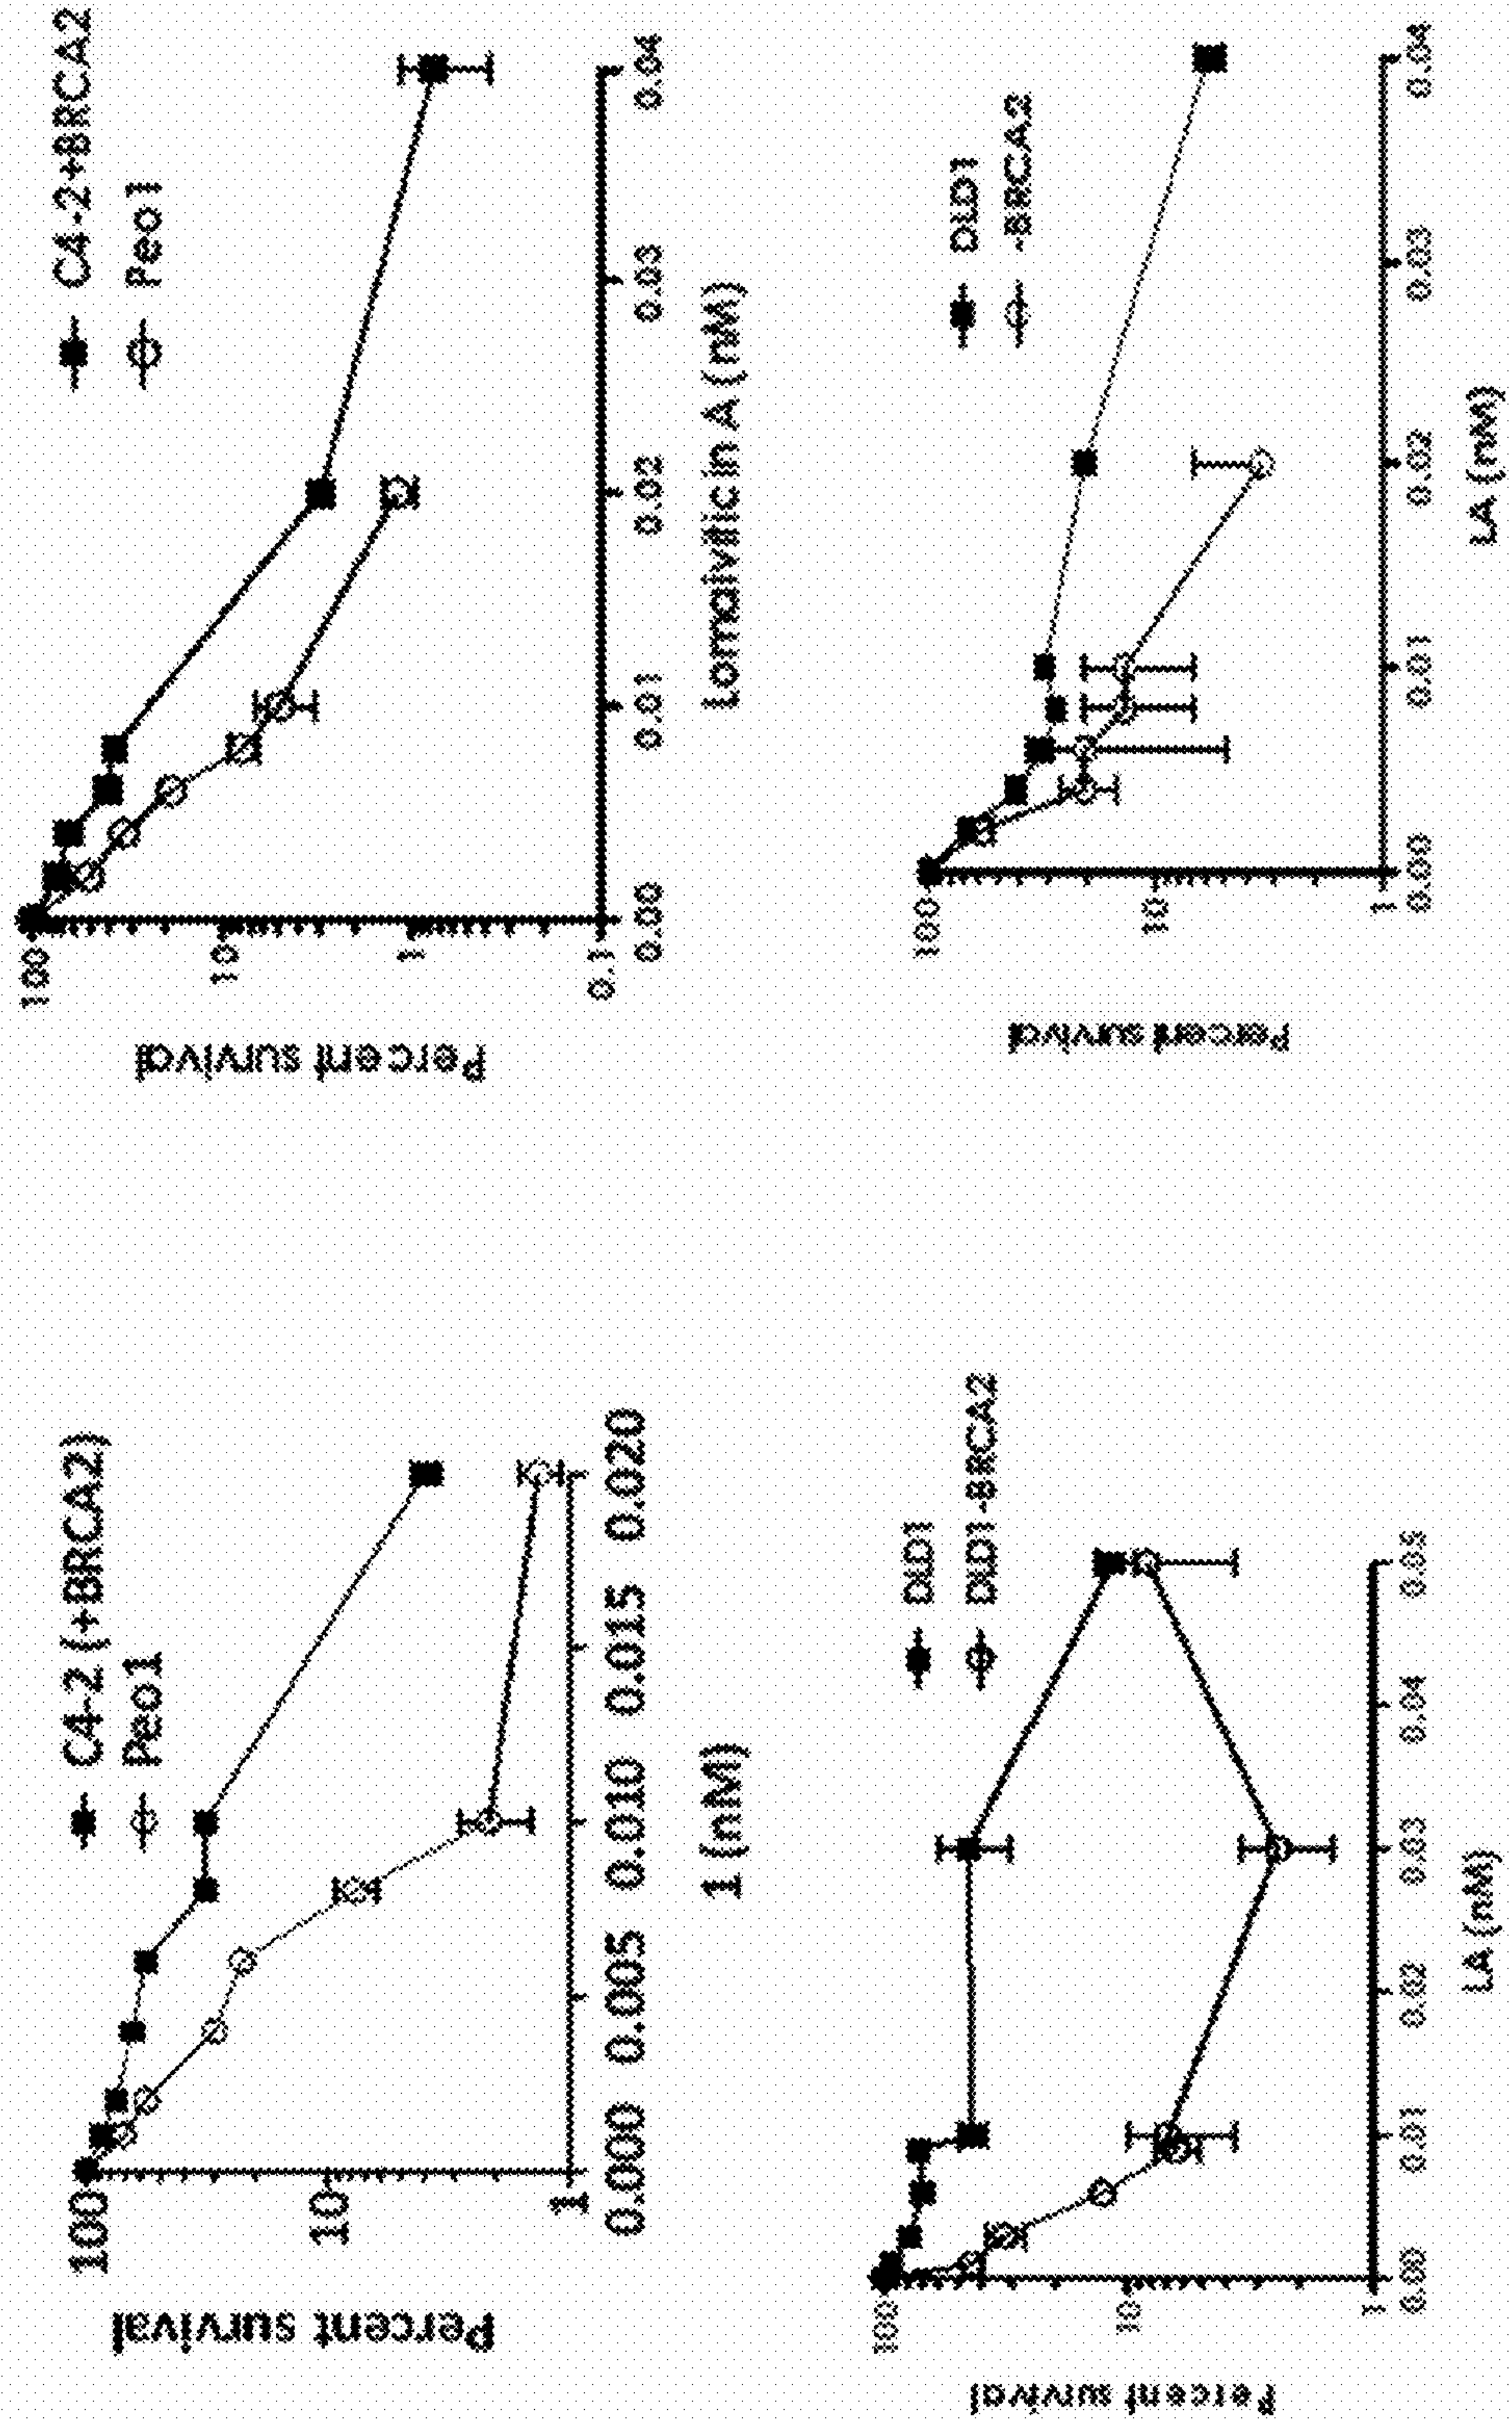 C4-2 (+BRCA2)
Peo1
Percent survival
100
10
1
0.000 0.005 0.010 0.015 0.020
1 (nM)
C4-2+BRCA2
Peo1
Percent survival
100
10
1
0.1
0.00 0.01 0.02 0.03 0.04
Lomaiviticin A (nM)
DLD1
DLD1-BRCA2
Percent survival
100
10
1
0.00 0.01 0.02 0.03 0.04 0.05
LA (nM)
DLD1
-BRCA2
Percent survival
100
10
1
0.00 0.01 0.02 0.03 0.04
LA (nM)